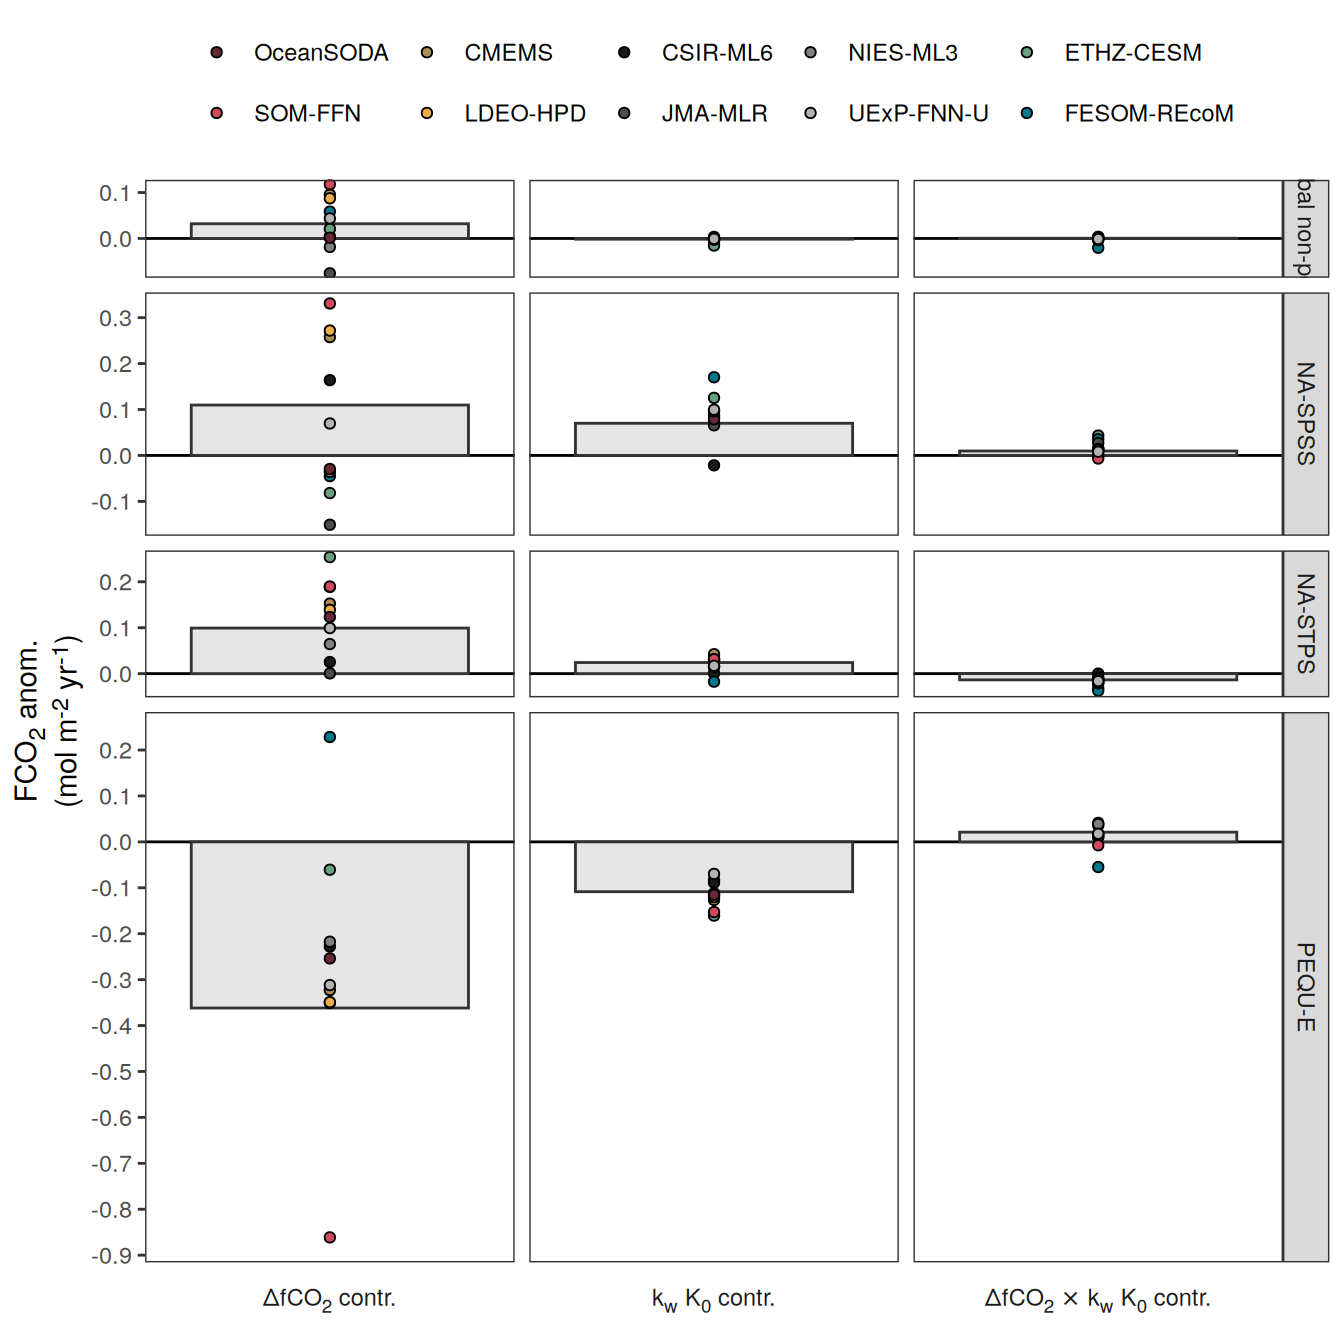 OceanSODA CMEMS CSIR-ML6 NIES-ML3 ETHZ-CESM
SOM-FFN LDEO-HPD JMA-MLR UExP-FNN-U FESOM-REcoM
FCO₂ anom.
(mol m⁻² yr⁻¹)
0.1
0.0
bal non-p
0.3
0.2
0.1
0.0
-0.1
NA-SPSS
0.2
0.1
0.0
NA-STPS
0.2
0.1
0.0
-0.1
-0.2
-0.3
-0.4
-0.5
-0.6
-0.7
-0.8
-0.9
PEQU-E
ΔfCO₂ contr. k_w K₀ contr. ΔfCO₂ × k_w K₀ contr.